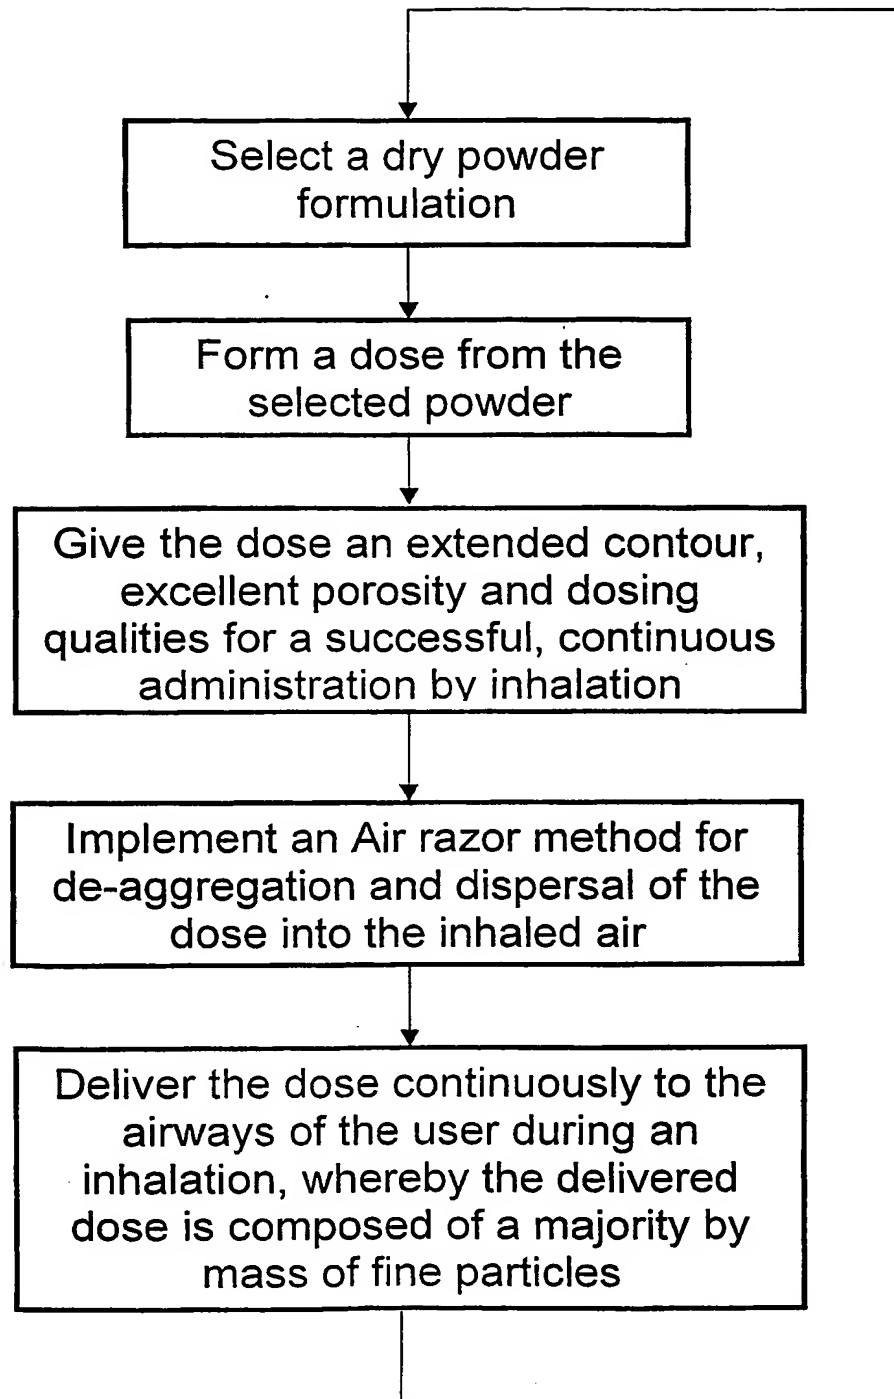 Select a dry powder
formulation
Form a dose from the
selected powder
Give the dose an extended contour,
excellent porosity and dosing
qualities for a successful, continuous
administration by inhalation
Implement an Air razor method for
de-aggregation and dispersal of the
dose into the inhaled air
Deliver the dose continuously to the
airways of the user during an
inhalation, whereby the delivered
dose is composed of a majority by
mass of fine particles